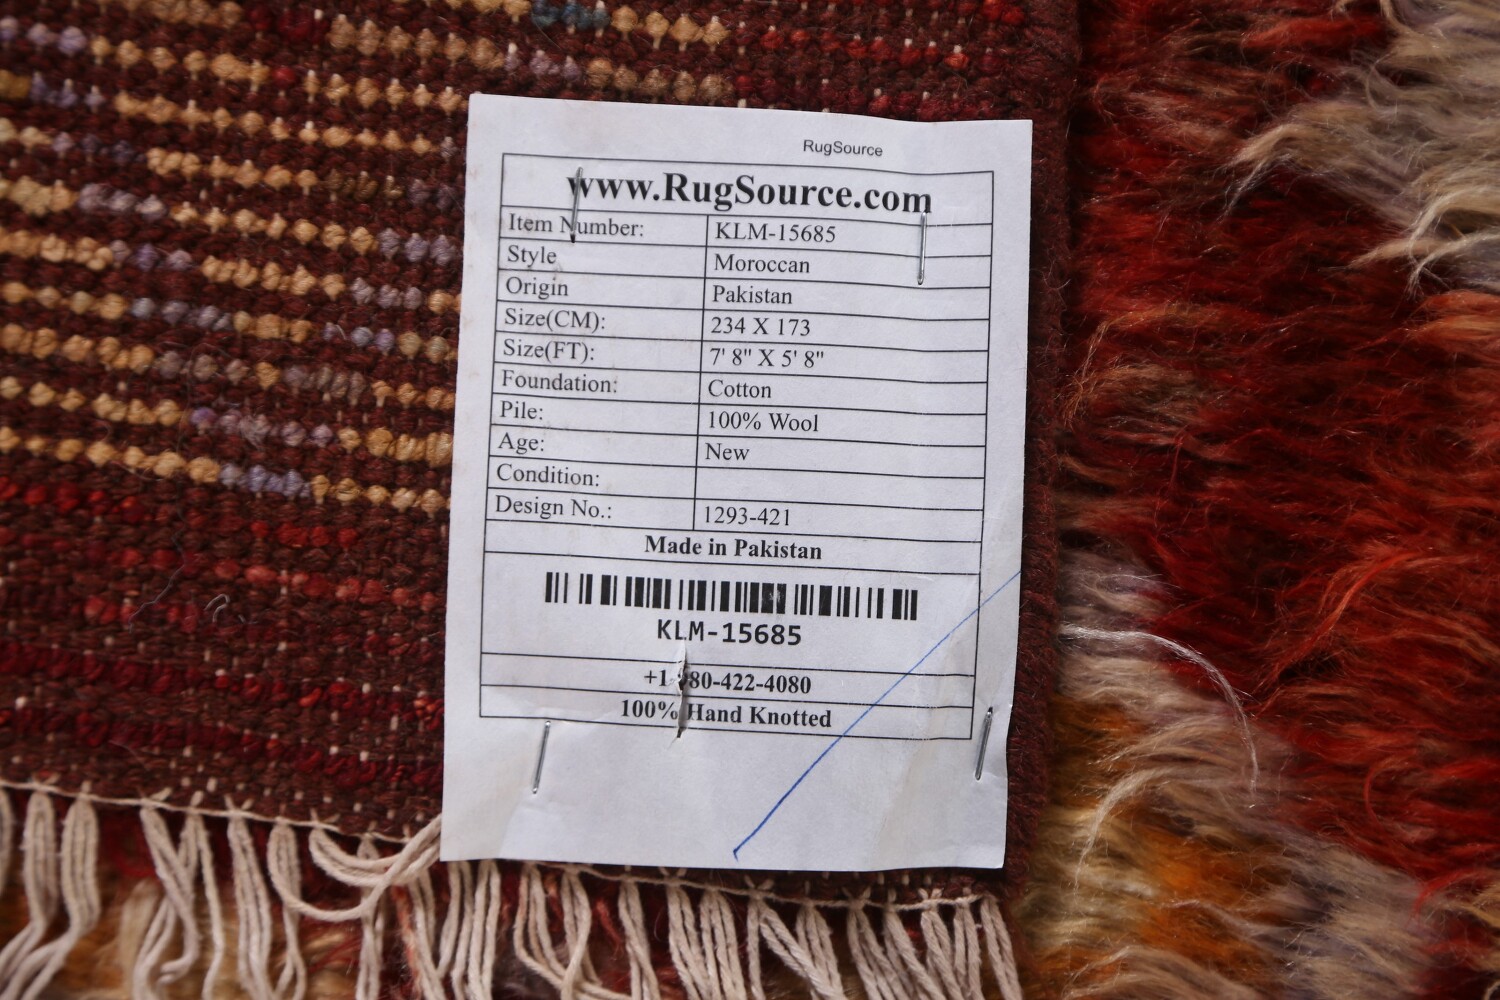 RugSource
www.RugSource.com
Item Number: KLM-15685
Style Moroccan
Origin Pakistan
Size(CM): 234 X 173
Size(FT): 7' 8" X 5' 8"
Foundation: Cotton
Pile: 100% Wool
Age: New
Condition:
Design No.: 1293-421
Made in Pakistan
KLM-15685
80-422-4080
100% Hand Knotted